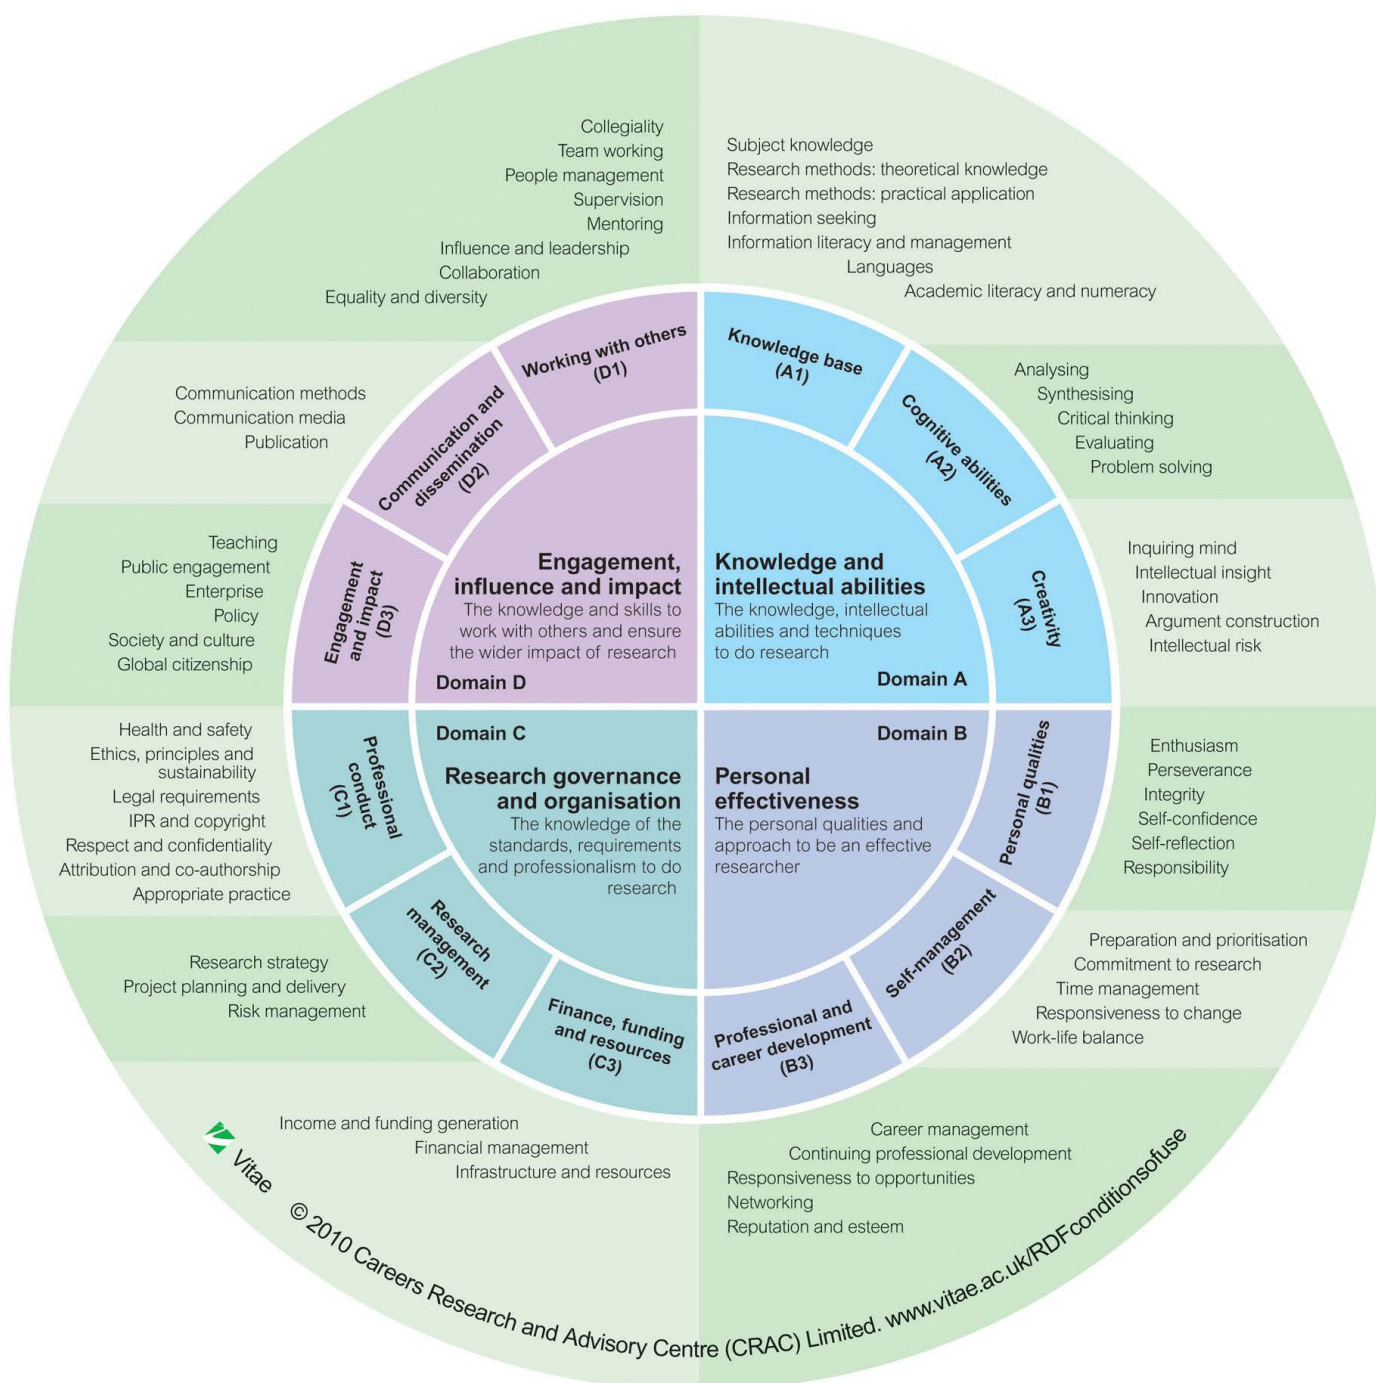 Collegiality
Team working
People management
Supervision
Mentoring
Influence and leadership
Collaboration
Equality and diversity
Subject knowledge
Research methods: theoretical knowledge
Research methods: practical application
Information seeking
Information literacy and management
Languages
Academic literacy and numeracy
Working with others
(D1)
Knowledge base
(A1)
Communication methods
Communication media
Publication
Communication and
dissemination
(D2)
Cognitive abilities
(A2)
Analysing
Synthesising
Critical thinking
Evaluating
Problem solving
Teaching
Public engagement
Enterprise
Policy
Society and culture
Global citizenship
Engagement
and impact
(D3)
Engagement,
influence and impact
The knowledge and skills to
work with others and ensure
the wider impact of research
Domain D
Knowledge and
intellectual abilities
The knowledge, intellectual
abilities and techniques
to do research
Domain A
Creativity
(A3)
Inquiring mind
Intellectual insight
Innovation
Argument construction
Intellectual risk
Health and safety
Ethics, principles and
sustainability
Legal requirements
IPR and copyright
Respect and confidentiality
Attribution and co-authorship
Appropriate practice
Professional
conduct
(C1)
Domain C
Research governance
and organisation
The knowledge of the
standards, requirements
and professionalism to do
research
Domain B
Personal
effectiveness
The personal qualities and
approach to be an effective
researcher
Personal qualities
(B1)
Enthusiasm
Perseverance
Integrity
Self-confidence
Self-reflection
Responsibility
Research strategy
Project planning and delivery
Risk management
Research
management
(C2)
Self-management
(B2)
Preparation and prioritisation
Commitment to research
Time management
Responsiveness to change
Work-life balance
Finance, funding
and resources
(C3)
Professional and
career development
(B3)
Income and funding generation
Financial management
Infrastructure and resources
Career management
Continuing professional development
Responsiveness to opportunities
Networking
Reputation and esteem
Vitae © 2010 Careers Research and Advisory Centre (CRAC) Limited. www.vitae.ac.uk/RDFconditionsofuse